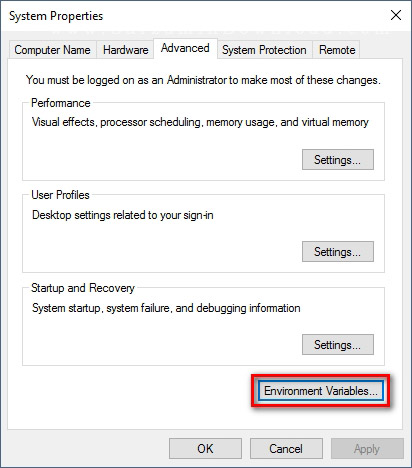 System Properties
Computer Name Hardware Advanced System Protection Remote
You must be logged on as an Administrator to make most of these changes.
Performance
Visual effects, processor scheduling, memory usage, and virtual memory
Settings...
User Profiles
Desktop settings related to your sign-in
Settings...
Startup and Recovery
System startup, system failure, and debugging information
Settings...
Environment Variables...
OK Cancel Apply